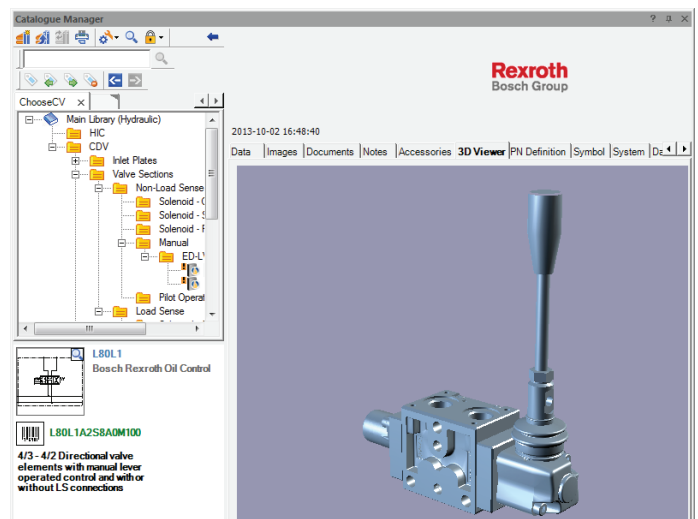 Catalogue Manager
Rexroth
Bosch Group
ChooseCV
Main Library (Hydraulic)
HIC
CDV
Inlet Plates
Valve Sections
Non-Load Sense
Solenoid -
Solenoid - S
Solenoid - F
Manual
ED-L
Pilot Operat
Load Sense
2013-10-02 16:48:40
Data Images Documents Notes Accessories 3D Viewer PN Definition Symbol System
L80L1
Bosch Rexroth Oil Control
L80L1A2S8A0M100
4/3 - 4/2 Directional valve
elements with manual lever
operated control and with or
without LS connections